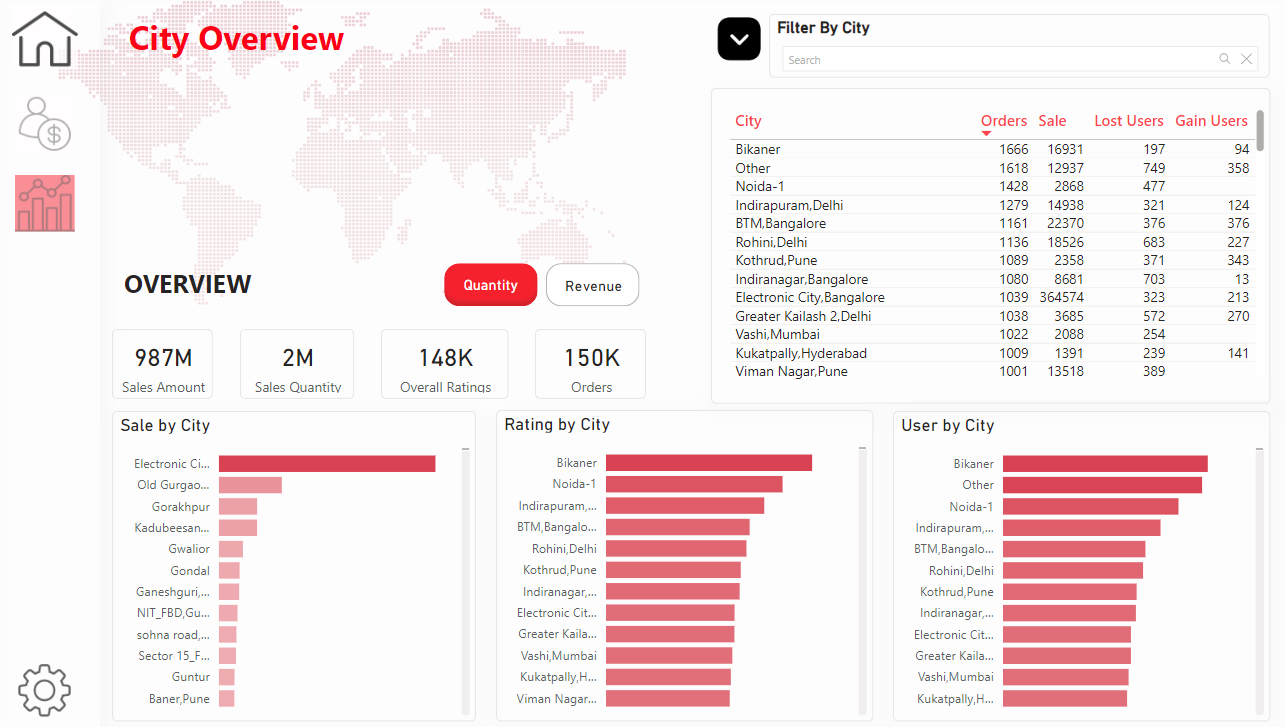 City Overview
Filter By City
Search
City Orders Sale Lost Users Gain Users
Bikaner 1666 16931 197 94
Other 1618 12937 749 358
Noida-1 1428 2868 477
Indirapuram,Delhi 1279 14938 321 124
BTM,Bangalore 1161 22370 376 376
Rohini,Delhi 1136 18526 683 227
Kothrud,Pune 1089 2358 371 343
Indiranagar,Bangalore 1080 8681 703 13
Electronic City,Bangalore 1039 364574 323 213
Greater Kailash 2,Delhi 1038 3685 572 270
Vashi,Mumbai 1022 2088 254
Kukatpally,Hyderabad 1009 1391 239 141
Viman Nagar,Pune 1001 13518 389
OVERVIEW
Quantity
Revenue
987M
Sales Amount
2M
Sales Quantity
148K
Overall Ratings
150K
Orders
Sale by City
Electronic Ci...
Old Gurgao...
Gorakhpur
Kadubeesan...
Gwalior
Gondal
Ganeshguri,...
NIT_FBD,Gu...
sohna road,...
Sector 15_F...
Guntur
Baner,Pune
Rating by City
Bikaner
Noida-1
Indirapuram,...
BTM,Bangalo...
Rohini,Delhi
Kothrud,Pune
Indiranagar,...
Electronic Cit...
Greater Kaila...
Vashi,Mumbai
Kukatpally,H...
Viman Nagar...
User by City
Bikaner
Other
Noida-1
Indirapuram,...
BTM,Bangalo...
Rohini,Delhi
Kothrud,Pune
Indiranagar,...
Electronic Cit...
Greater Kaila...
Vashi,Mumbai
Kukatpally,H...